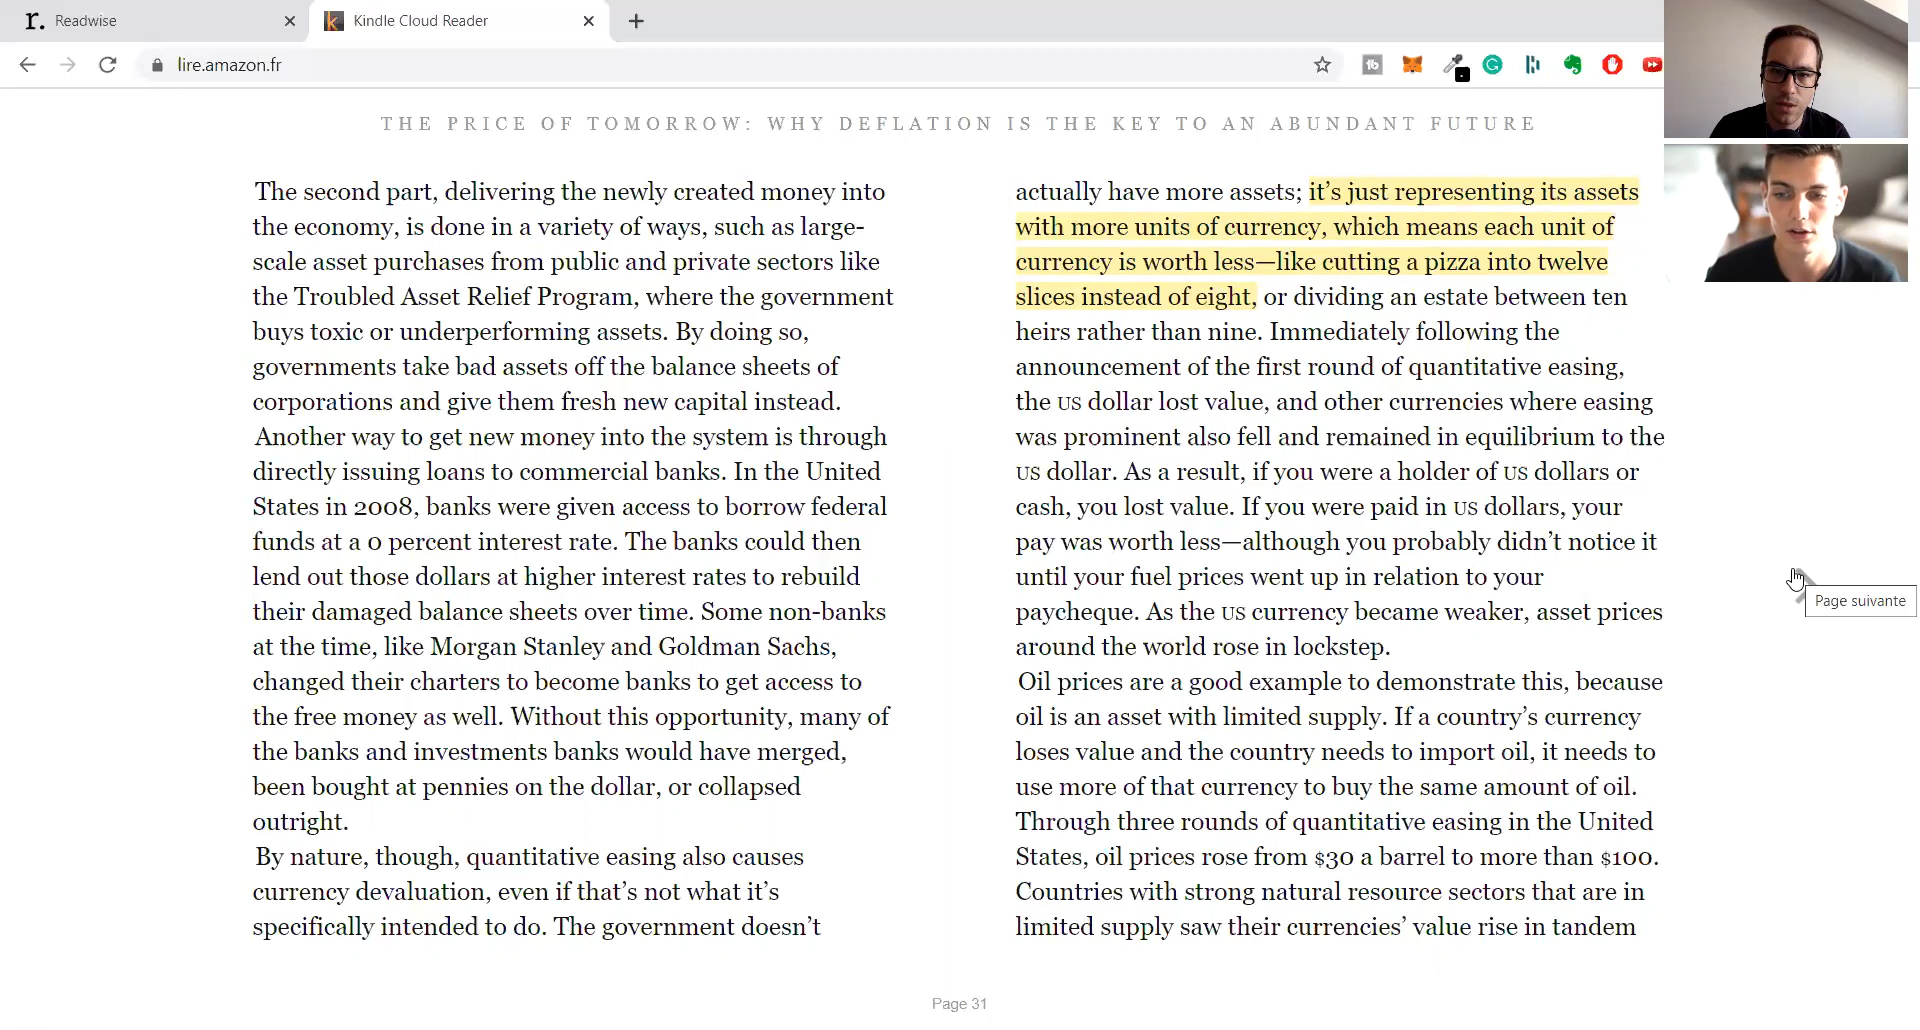 r. Readwise
Kindle Cloud Reader
lire.amazon.fr
THE PRICE OF TOMORROW: WHY DEFLATION IS THE KEY TO AN ABUNDANT FUTURE
The second part, delivering the newly created money into
the economy, is done in a variety of ways, such as large-
scale asset purchases from public and private sectors like
the Troubled Asset Relief Program, where the government
buys toxic or underperforming assets. By doing so,
governments take bad assets off the balance sheets of
corporations and give them fresh new capital instead.
Another way to get new money into the system is through
directly issuing loans to commercial banks. In the United
States in 2008, banks were given access to borrow federal
funds at a 0 percent interest rate. The banks could then
lend out those dollars at higher interest rates to rebuild
their damaged balance sheets over time. Some non-banks
at the time, like Morgan Stanley and Goldman Sachs,
changed their charters to become banks to get access to
the free money as well. Without this opportunity, many of
the banks and investments banks would have merged,
been bought at pennies on the dollar, or collapsed
outright.
By nature, though, quantitative easing also causes
currency devaluation, even if that's not what it's
specifically intended to do. The government doesn't
actually have more assets; it's just representing its assets
with more units of currency, which means each unit of
currency is worth less—like cutting a pizza into twelve
slices instead of eight, or dividing an estate between ten
heirs rather than nine. Immediately following the
announcement of the first round of quantitative easing,
the US dollar lost value, and other currencies where easing
was prominent also fell and remained in equilibrium to the
US dollar. As a result, if you were a holder of US dollars or
cash, you lost value. If you were paid in US dollars, your
pay was worth less—although you probably didn't notice it
until your fuel prices went up in relation to your
paycheque. As the US currency became weaker, asset prices
around the world rose in lockstep.
Oil prices are a good example to demonstrate this, because
oil is an asset with limited supply. If a country's currency
loses value and the country needs to import oil, it needs to
use more of that currency to buy the same amount of oil.
Through three rounds of quantitative easing in the United
States, oil prices rose from $30 a barrel to more than $100.
Countries with strong natural resource sectors that are in
limited supply saw their currencies' value rise in tandem
Page suivante
Page 31